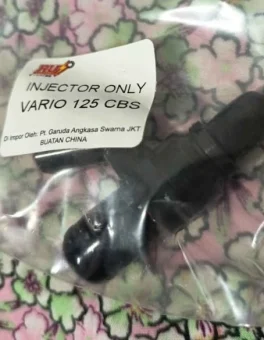 INJECTOR ONLY
VARIO 125 CBS
Di Impor Oleh: Pt. Garuda Angkasa Swarna JKT
BUATAN CHINA